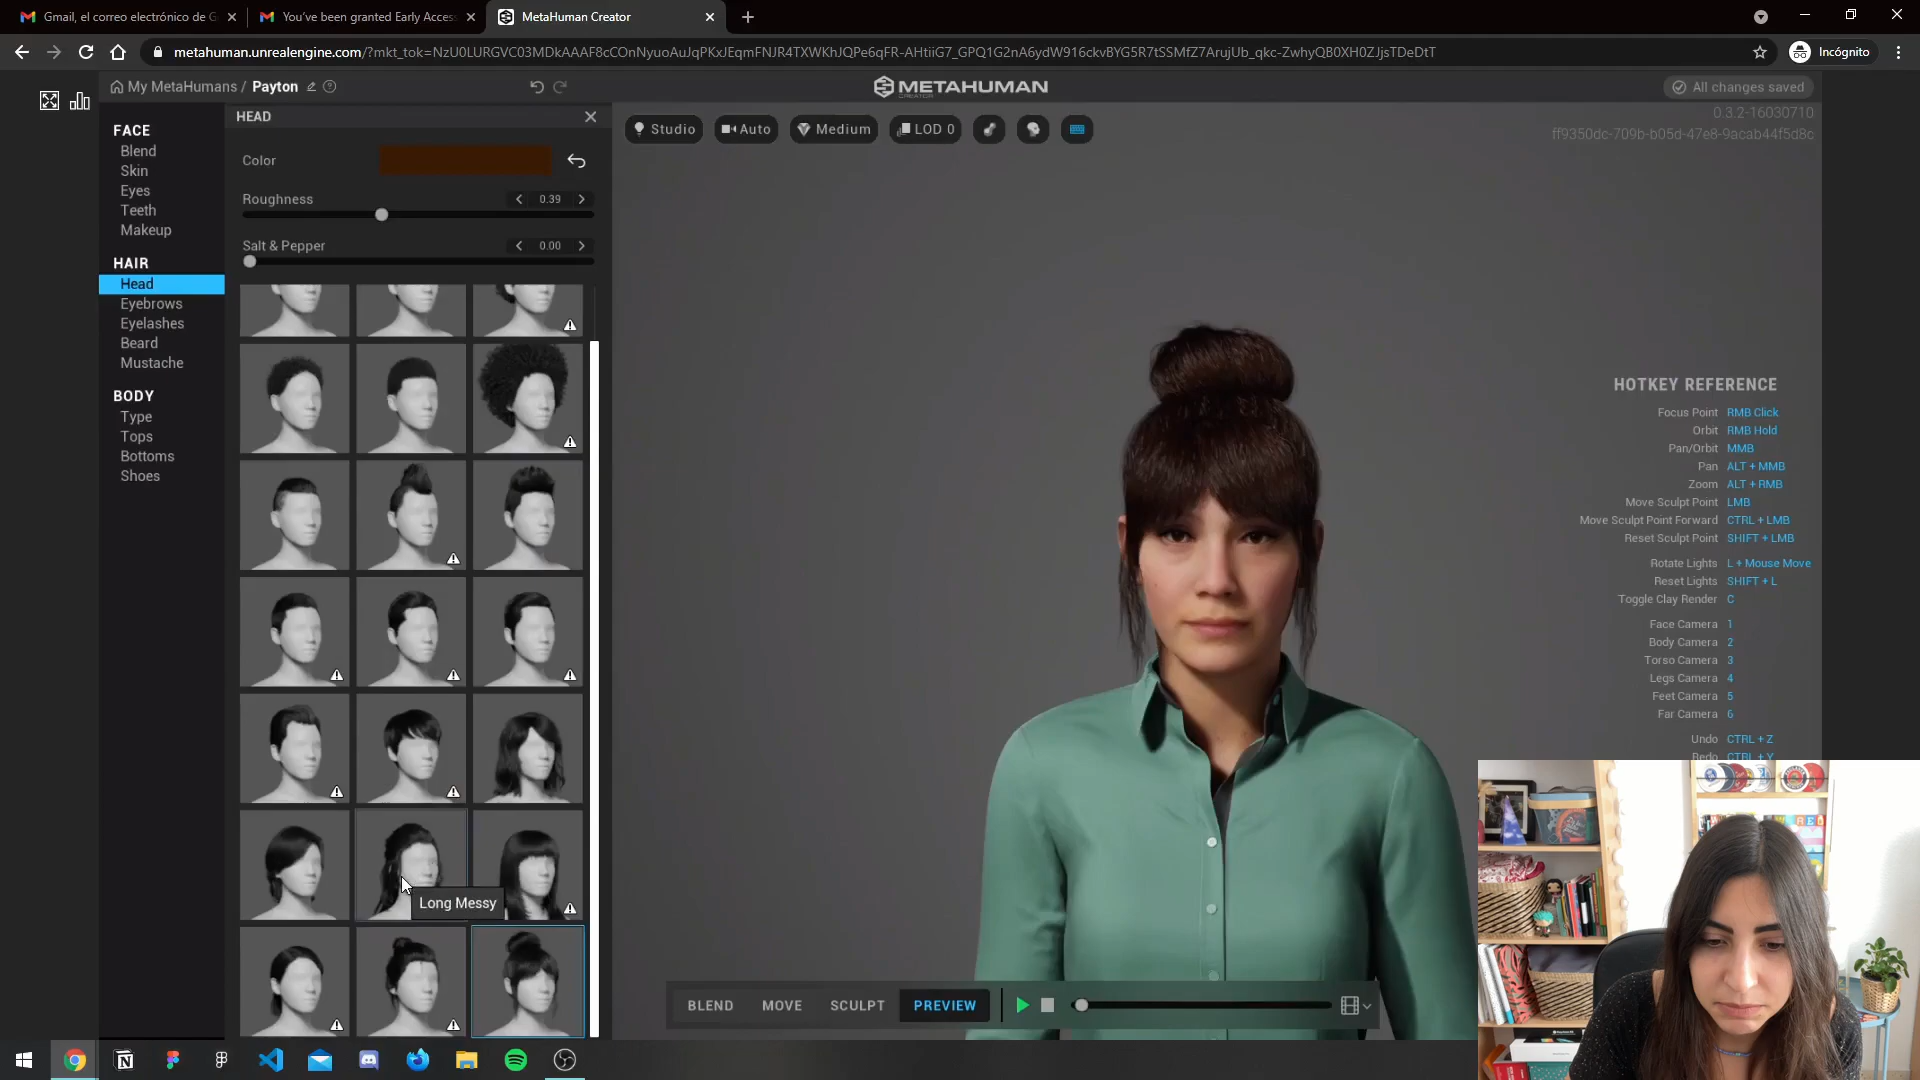 Gmail, el correo electrónico de G
You've been granted Early Acces
MetaHuman Creator
metahuman.unrealengine.com/?mkt_tok=NzU0LURGVC03MDkAAAF8cCOnNyuoAuJqPKxJEqmFNJR4TXWKhJQPe6qFR-AHtiiG7_GPQ1G2nA6ydW916ckvBYG5R7tSSMfZ7ArujUb_qkc-ZwhyQB0XH0ZJjsTDeDtT
Incógnito
My MetaHumans / Payton
METAHUMAN
CREATOR
All changes saved
0.3.2-16030710
ff9350dc-709b-b05d-47e8-9acab44f5d8c
FACE
Blend
Skin
Eyes
Teeth
Makeup
HAIR
Head
Eyebrows
Eyelashes
Beard
Mustache
BODY
Type
Tops
Bottoms
Shoes
HEAD
Color
Roughness
0.39
Salt & Pepper
0.00
Long Messy
Studio
Auto
Medium
LOD 0
HOTKEY REFERENCE
Focus Point RMB Click
Orbit RMB Hold
Pan/Orbit MMB
Pan ALT + MMB
Zoom ALT + RMB
Move Sculpt Point LMB
Move Sculpt Point Forward CTRL + LMB
Reset Sculpt Point SHIFT + LMB
Rotate Lights L + Mouse Move
Reset Lights SHIFT + L
Toggle Clay Render C
Face Camera 1
Body Camera 2
Torso Camera 3
Legs Camera 4
Feet Camera 5
Far Camera 6
Undo CTRL + Z
Redo CTRL + Y
BLEND
MOVE
SCULPT
PREVIEW